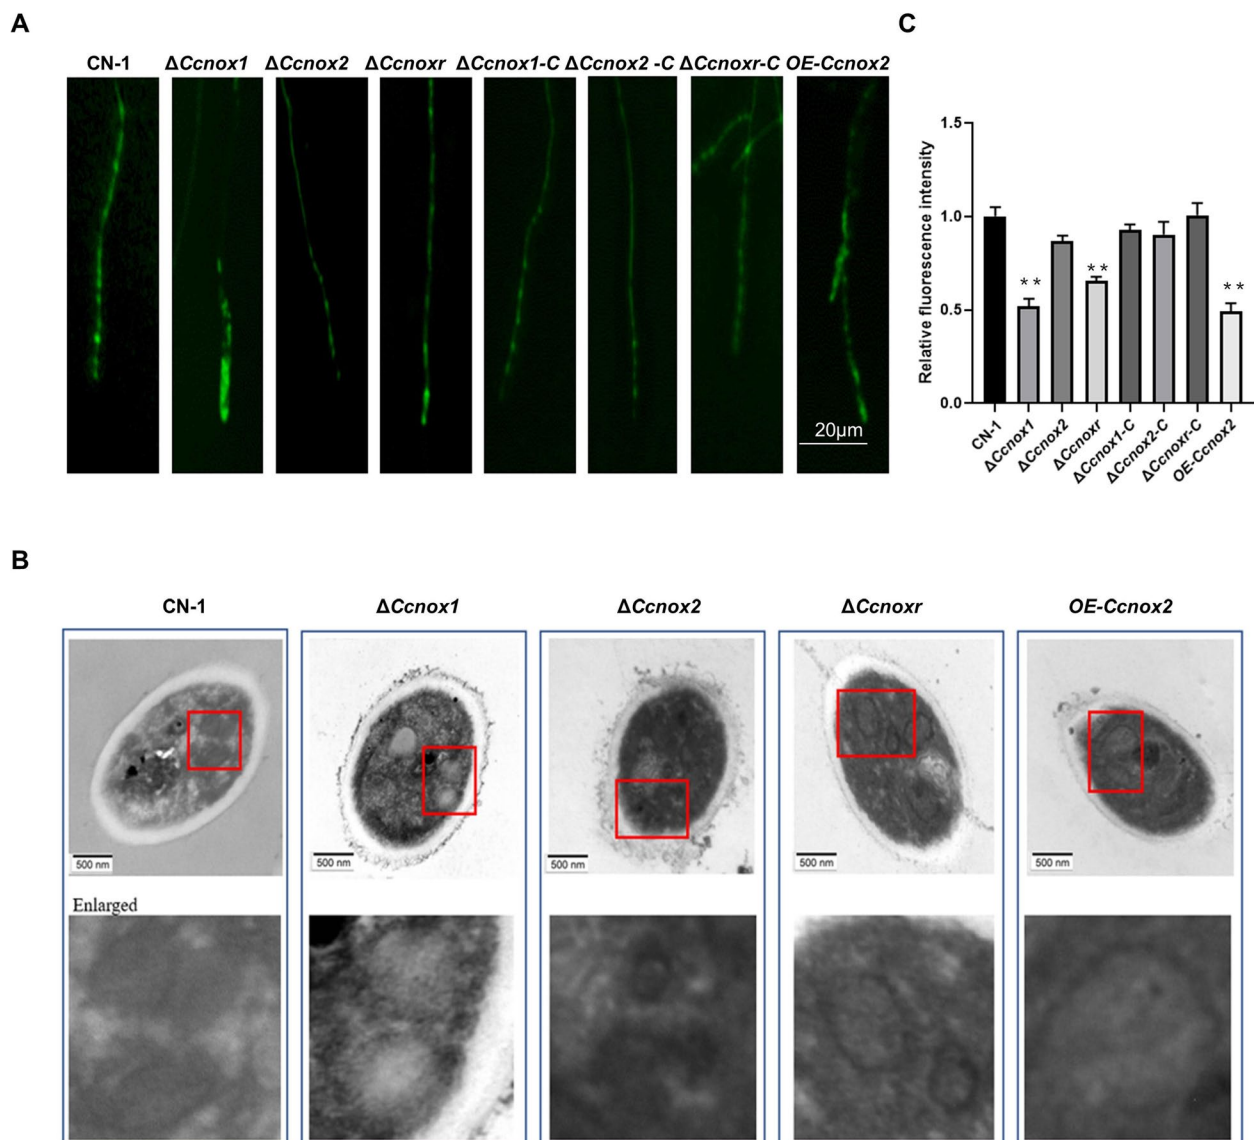 A
CN-1 ΔCcnox1 ΔCcnox2 ΔCcnoxr ΔCcnox1-C ΔCcnox2 -C ΔCcnoxr-C OE-Ccnox2
20μm
C
Relative fluorescence intensity
1.5
1.0
0.5
0.0
** ** **
CN-1 ΔCcnox1 ΔCcnox2 ΔCcnoxr ΔCcnox1-C ΔCcnox2-C ΔCcnoxr-C OE-Ccnox2
B
CN-1 ΔCcnox1 ΔCcnox2 ΔCcnoxr OE-Ccnox2
500 nm 500 nm 500 nm 500 nm 500 nm
Enlarged